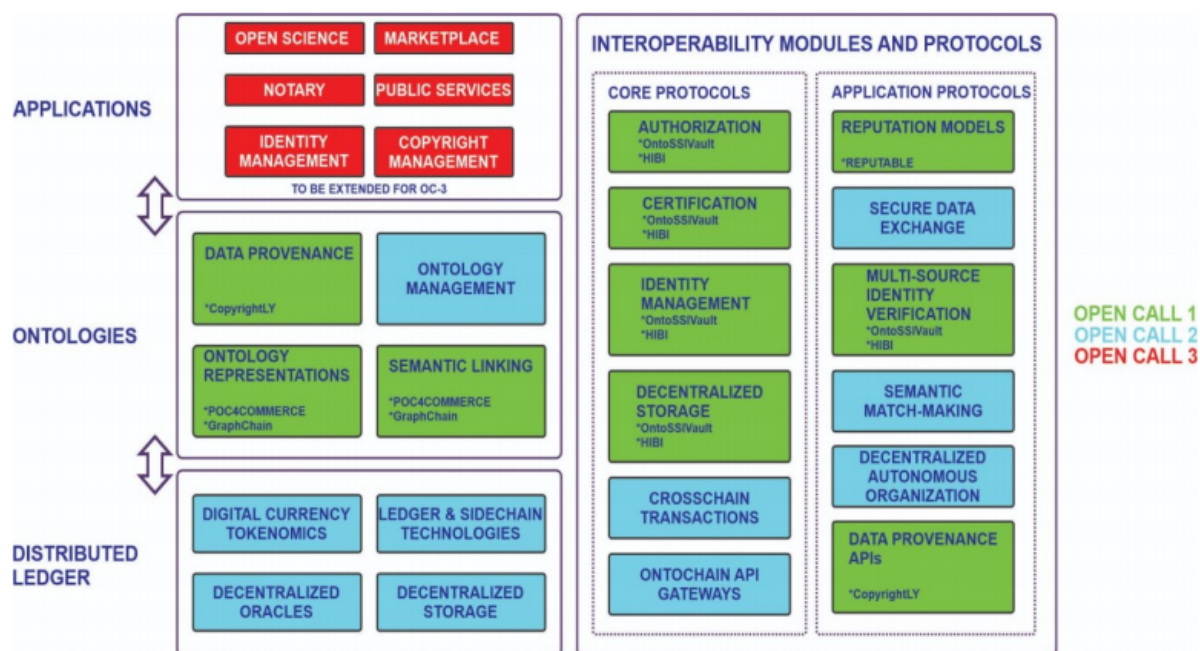 APPLICATIONS
OPEN SCIENCE
MARKETPLACE
NOTARY
PUBLIC SERVICES
IDENTITY
MANAGEMENT
COPYRIGHT
MANAGEMENT
TO BE EXTENDED FOR OC-3
ONTOLOGIES
DATA PROVENANCE
*CopyrightLY
ONTOLOGY
MANAGEMENT
ONTOLOGY
REPRESENTATIONS
*POC4COMMERCE
*GraphChain
SEMANTIC LINKING
*POC4COMMERCE
*GraphChain
DISTRIBUTED
LEDGER
DIGITAL CURRENCY
TOKENOMICS
LEDGER & SIDECHAIN
TECHNOLOGIES
DECENTRALIZED
ORACLES
DECENTRALIZED
STORAGE
INTEROPERABILITY MODULES AND PROTOCOLS
CORE PROTOCOLS
AUTHORIZATION
*OntoSSIVault
*HIBI
CERTIFICATION
*OntoSSIVault
*HIBI
IDENTITY
MANAGEMENT
*OntoSSIVault
*HIBI
DECENTRALIZED
STORAGE
*OntoSSIVault
*HIBI
CROSSCHAIN
TRANSACTIONS
ONTOCHAIN API
GATEWAYS
APPLICATION PROTOCOLS
REPUTATION MODELS
*REPUTABLE
SECURE DATA
EXCHANGE
MULTI-SOURCE
IDENTITY
VERIFICATION
*OntoSSIVault
*HIBI
SEMANTIC
MATCH-MAKING
DECENTRALIZED
AUTONOMOUS
ORGANIZATION
DATA PROVENANCE
APIs
*CopyrightLY
OPEN CALL 1
OPEN CALL 2
OPEN CALL 3